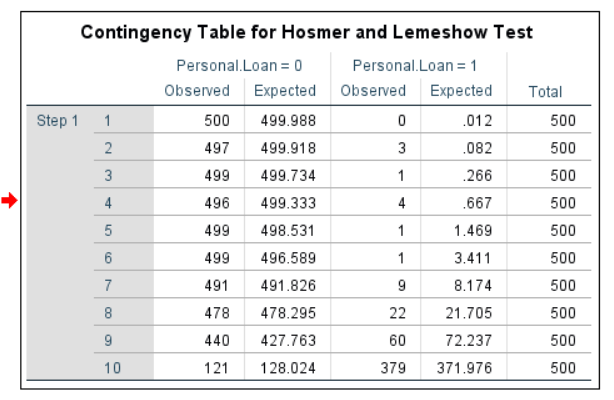 Contingency Table for Hosmer and Lemeshow Test
Personal.Loan = 0 Personal.Loan = 1
Observed Expected Observed Expected Total
Step 1 1 500 499.988 0 .012 500
2 497 499.918 3 .082 500
3 499 499.734 1 .266 500
4 496 499.333 4 .667 500
5 499 498.531 1 1.469 500
6 499 496.589 1 3.411 500
7 491 491.826 9 8.174 500
8 478 478.295 22 21.705 500
9 440 427.763 60 72.237 500
10 121 128.024 379 371.976 500